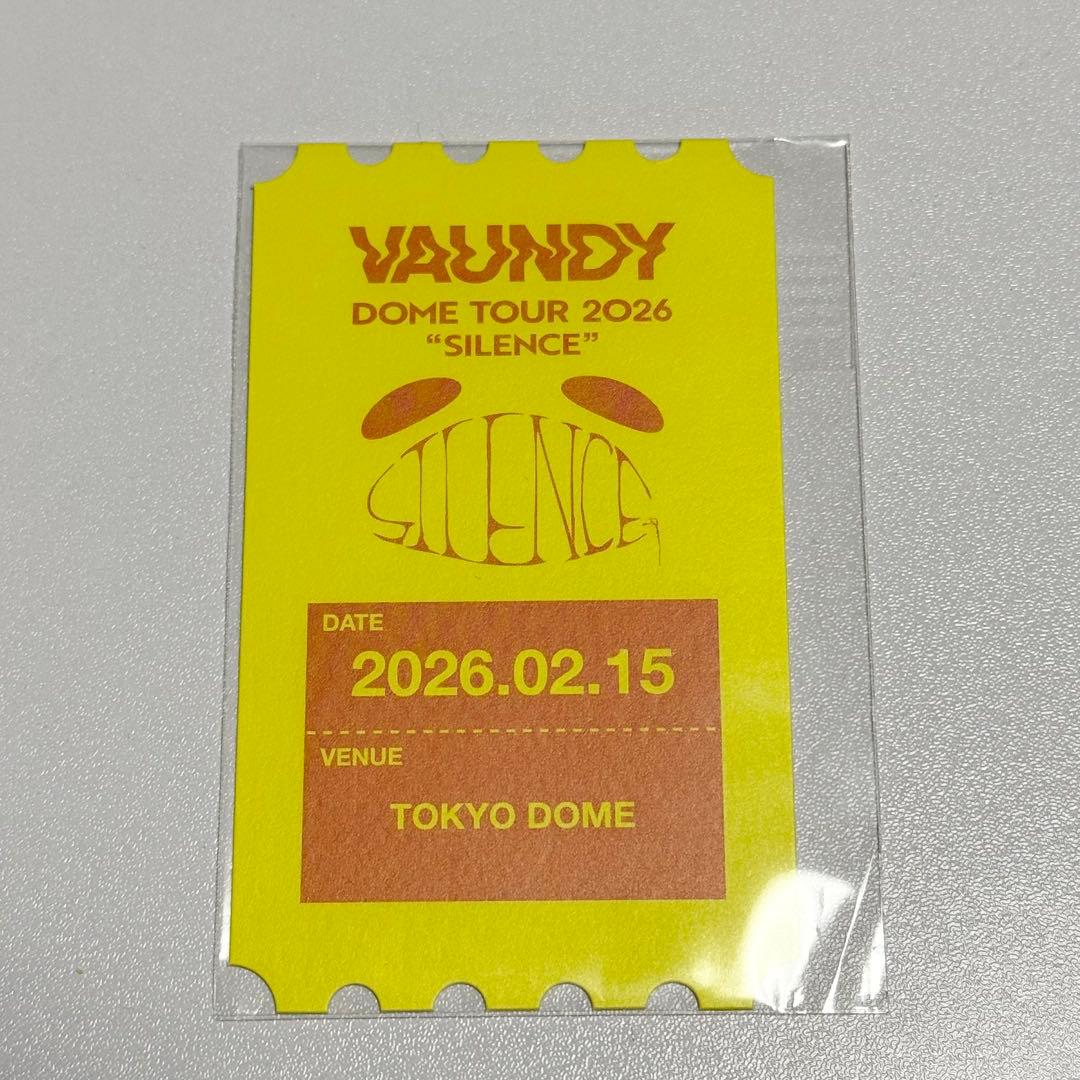 VAUNDY
DOME TOUR 2026
“SILENCE”
SILENCE
DATE
2026.02.15
VENUE
TOKYO DOME